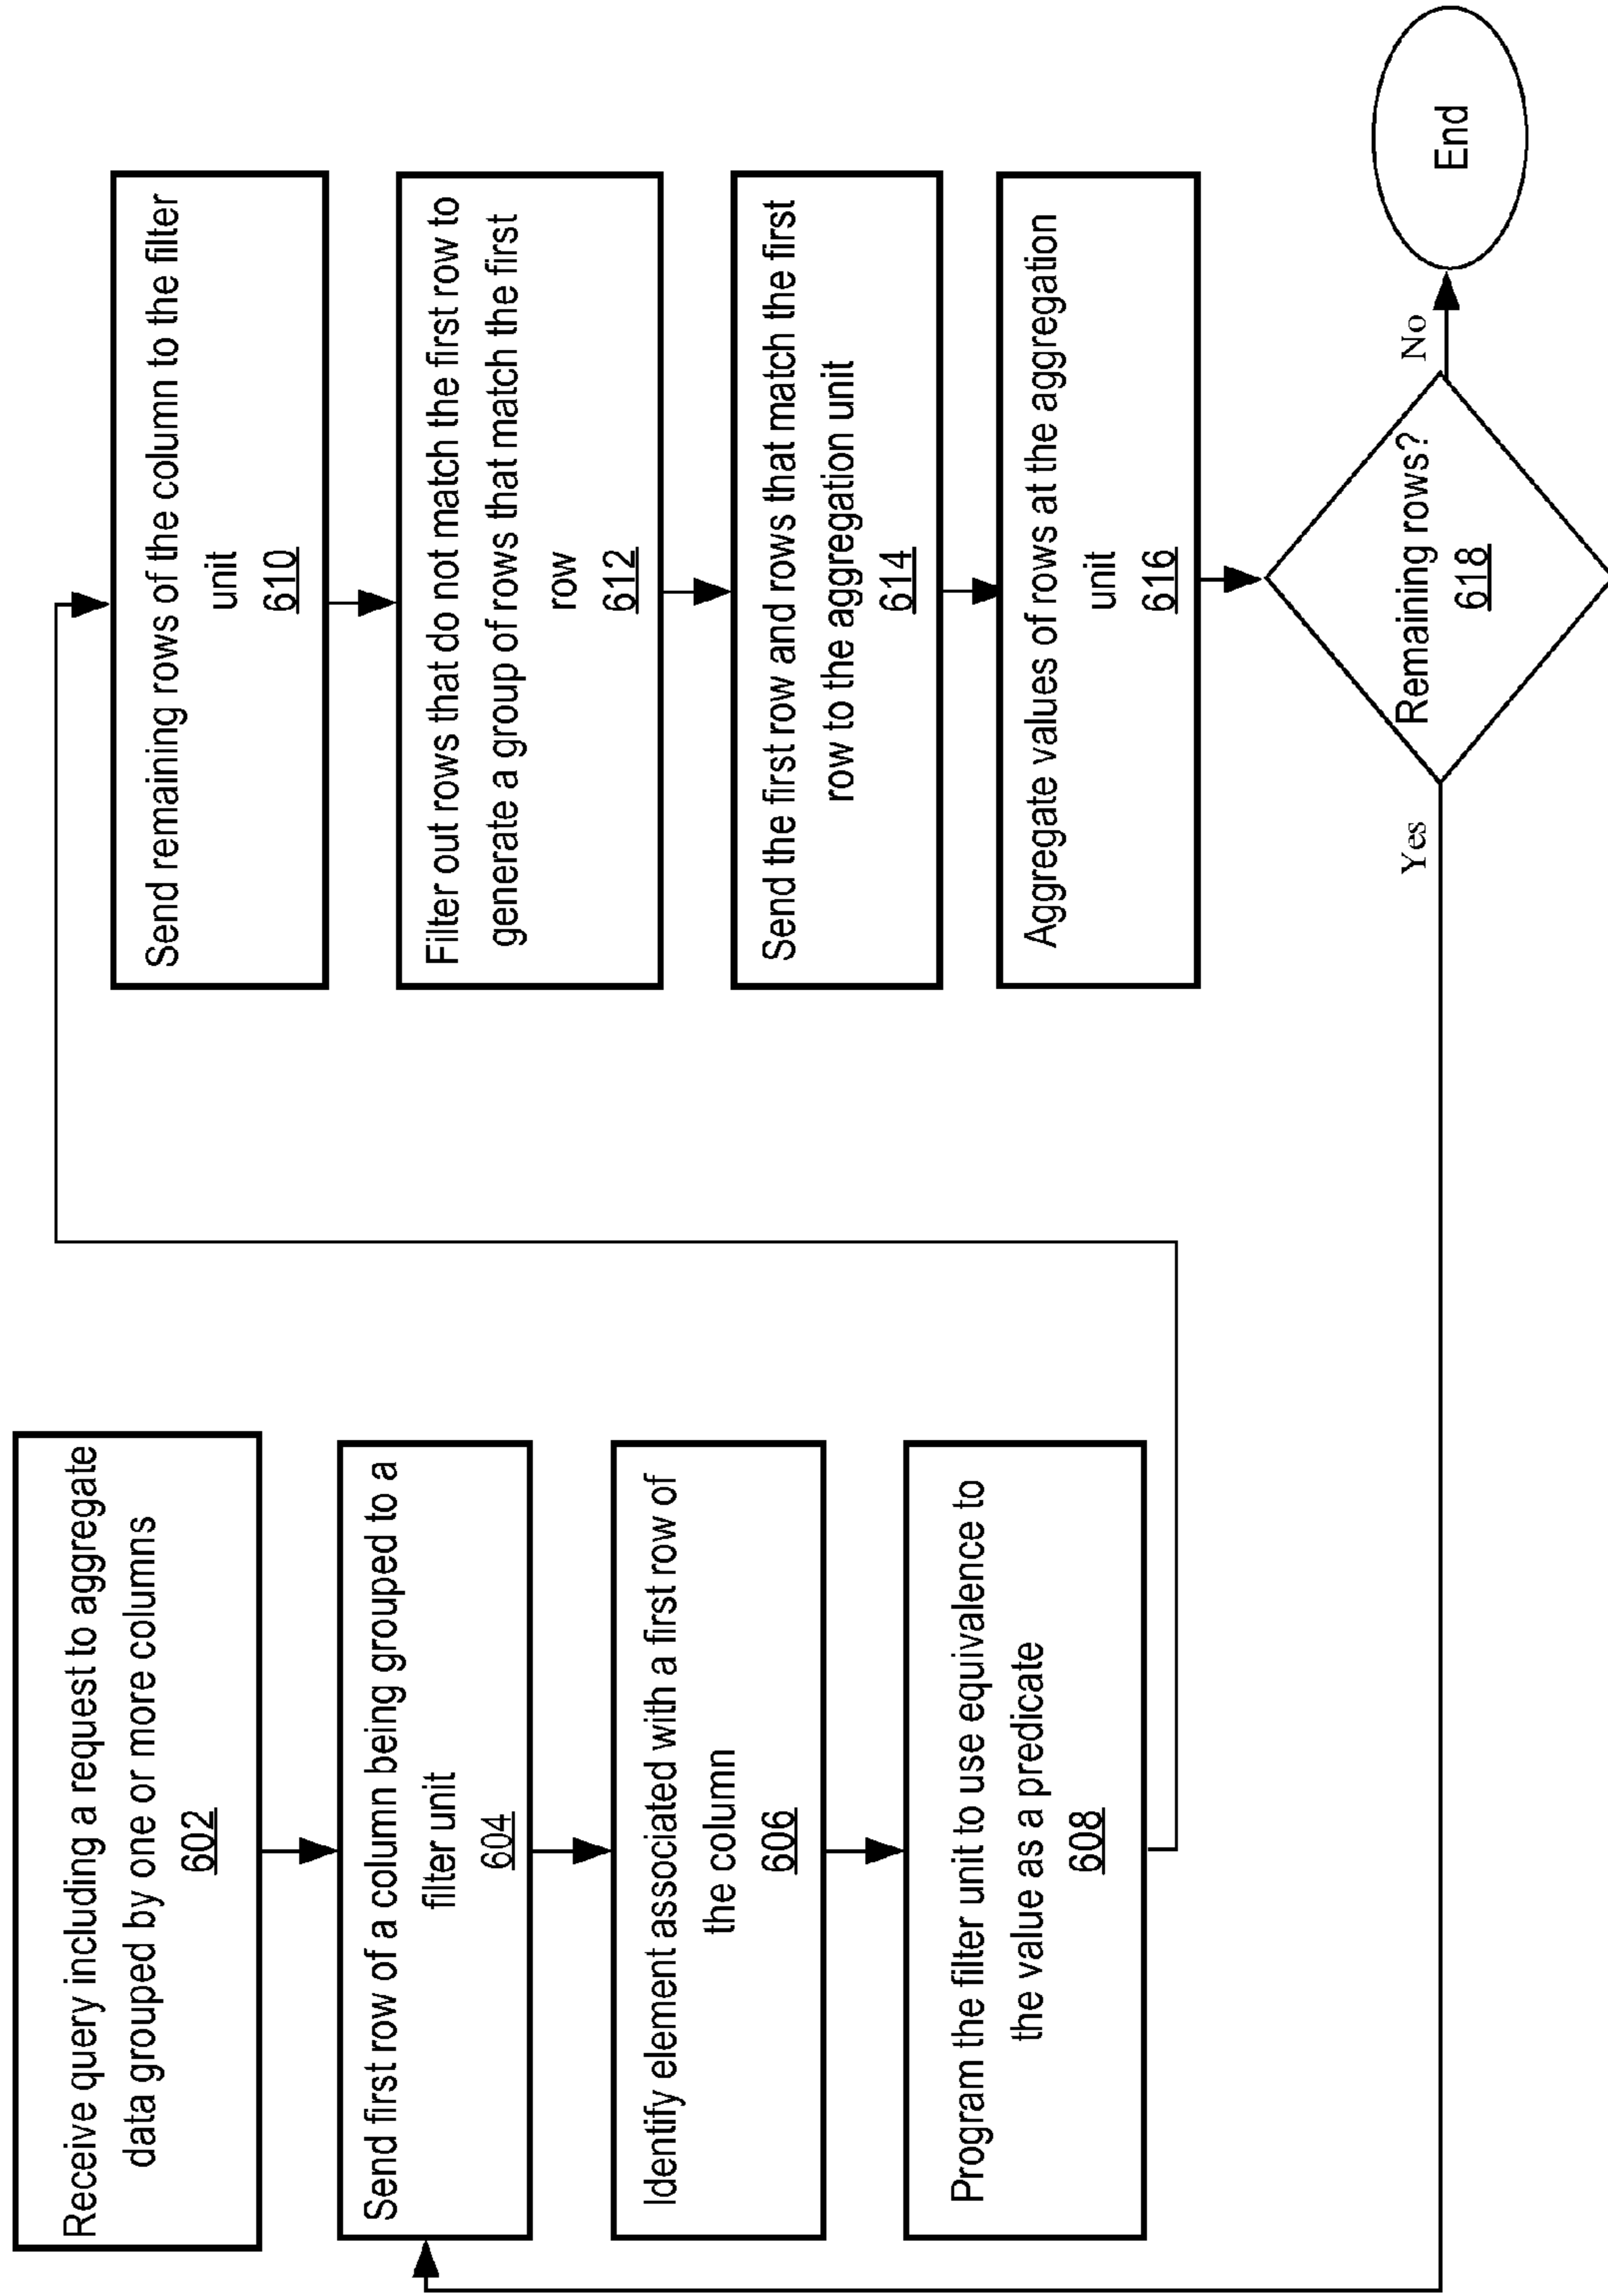 Receive query including a request to aggregate
data grouped by one or more columns
602
Send first row of a column being grouped to a
filter unit
604
Identify element associated with a first row of
the column
606
Program the filter unit to use equivalence to
the value as a predicate
608
Send remaining rows of the column to the filter
unit
610
Filter out rows that do not match the first row to
generate a group of rows that match the first
row
612
Send the first row and rows that match the first
row to the aggregation unit
614
Aggregate values of rows at the aggregation
unit
616
Remaining rows?
618
Yes
No
End